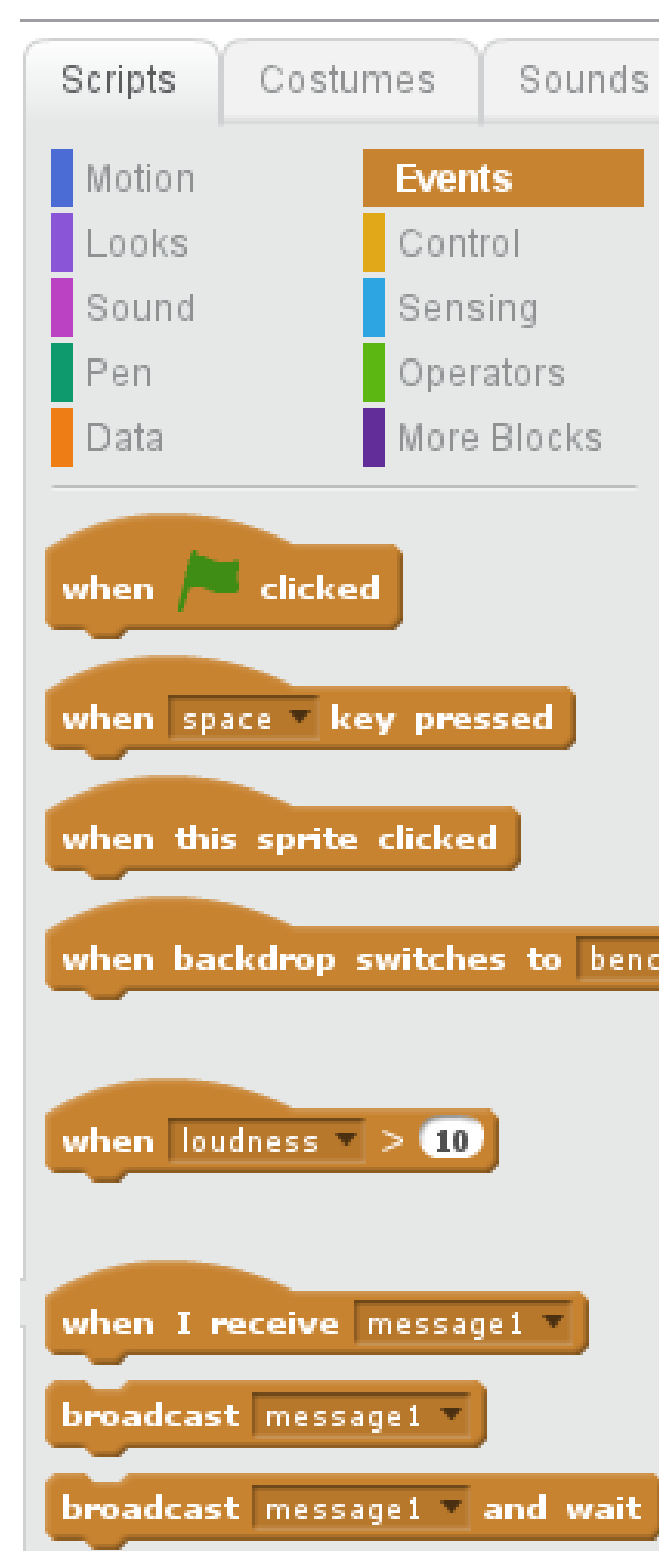 Scripts Costumes Sounds
Motion Events
Looks Control
Sound Sensing
Pen Operators
Data More Blocks
when clicked
when space key pressed
when this sprite clicked
when backdrop switches to benc
when loudness > 10
when I receive message1
broadcast message1
broadcast message1 and wait